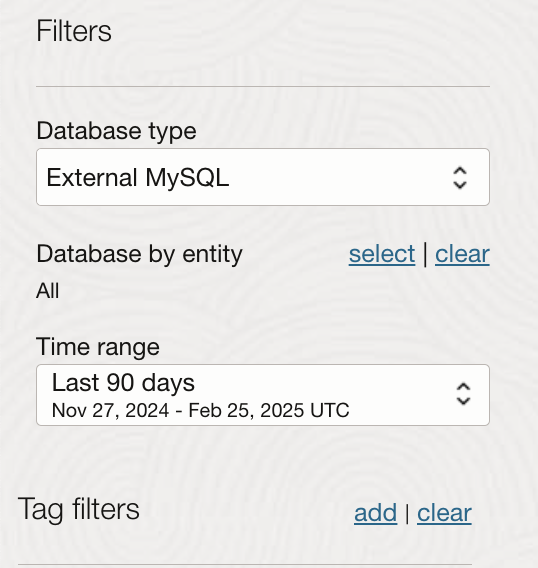 Filters
Database type
External MySQL
Database by entity select | clear
All
Time range
Last 90 days
Nov 27, 2024 - Feb 25, 2025 UTC
Tag filters add | clear